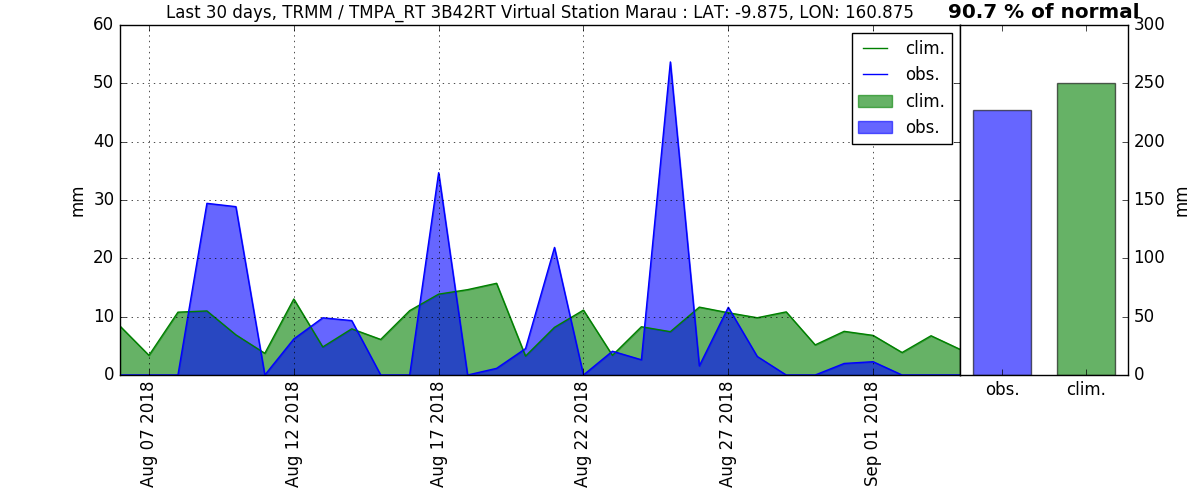 Last 30 days, TRMM / TMPA_RT 3B42RT Virtual Station Marau : LAT: -9.875, LON: 160.875
90.7 % of normal
60
50
40
30
20
10
0
mm
clim.
obs.
clim.
obs.
300
250
200
150
100
50
0
mm
Aug 07 2018
Aug 12 2018
Aug 17 2018
Aug 22 2018
Aug 27 2018
Sep 01 2018
obs.
clim.